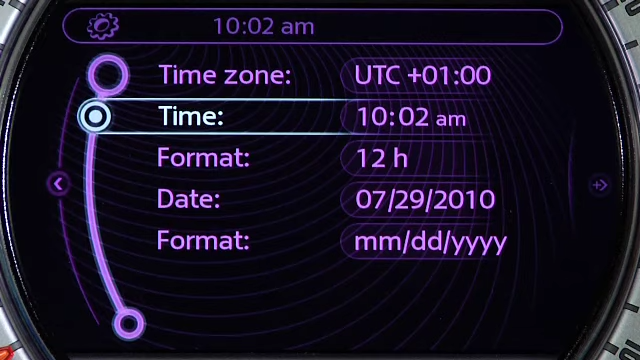 10:02 am
Time zone: UTC +01:00
Time: 10:02 am
Format: 12 h
Date: 07/29/2010
Format: mm/dd/yyyy